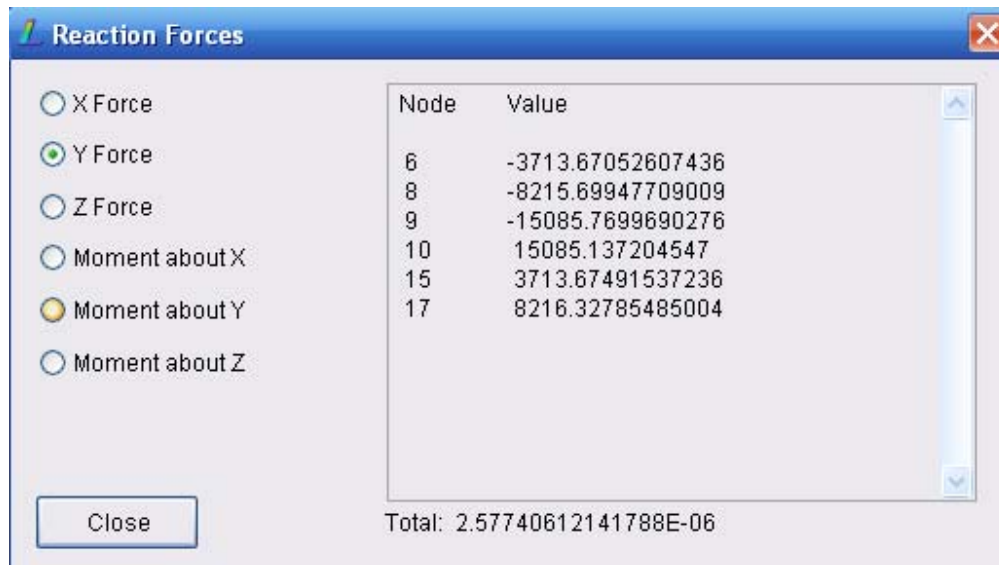 Reaction Forces
X Force
Y Force
Z Force
Moment about X
Moment about Y
Moment about Z
Node Value
6 -3713.67052607436
8 -8215.69947709009
9 -15085.7699690276
10 15085.137204547
15 3713.67491537236
17 8216.32785485004
Close
Total: 2.57740612141788E-06